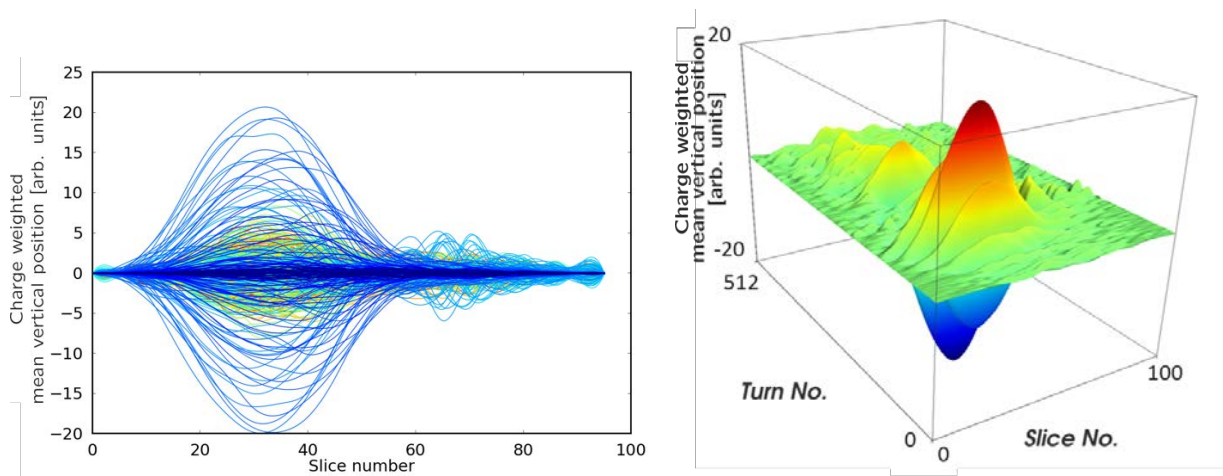 25
20
15
10
5
0
−5
−10
−15
−20
0 20 40 60 80 100
Slice number
Charge weighted
mean vertical position [arb. units]
20
Charge weighted
mean vertical position
[arb. units]
-20
512
Turn No.
0
0
Slice No.
100